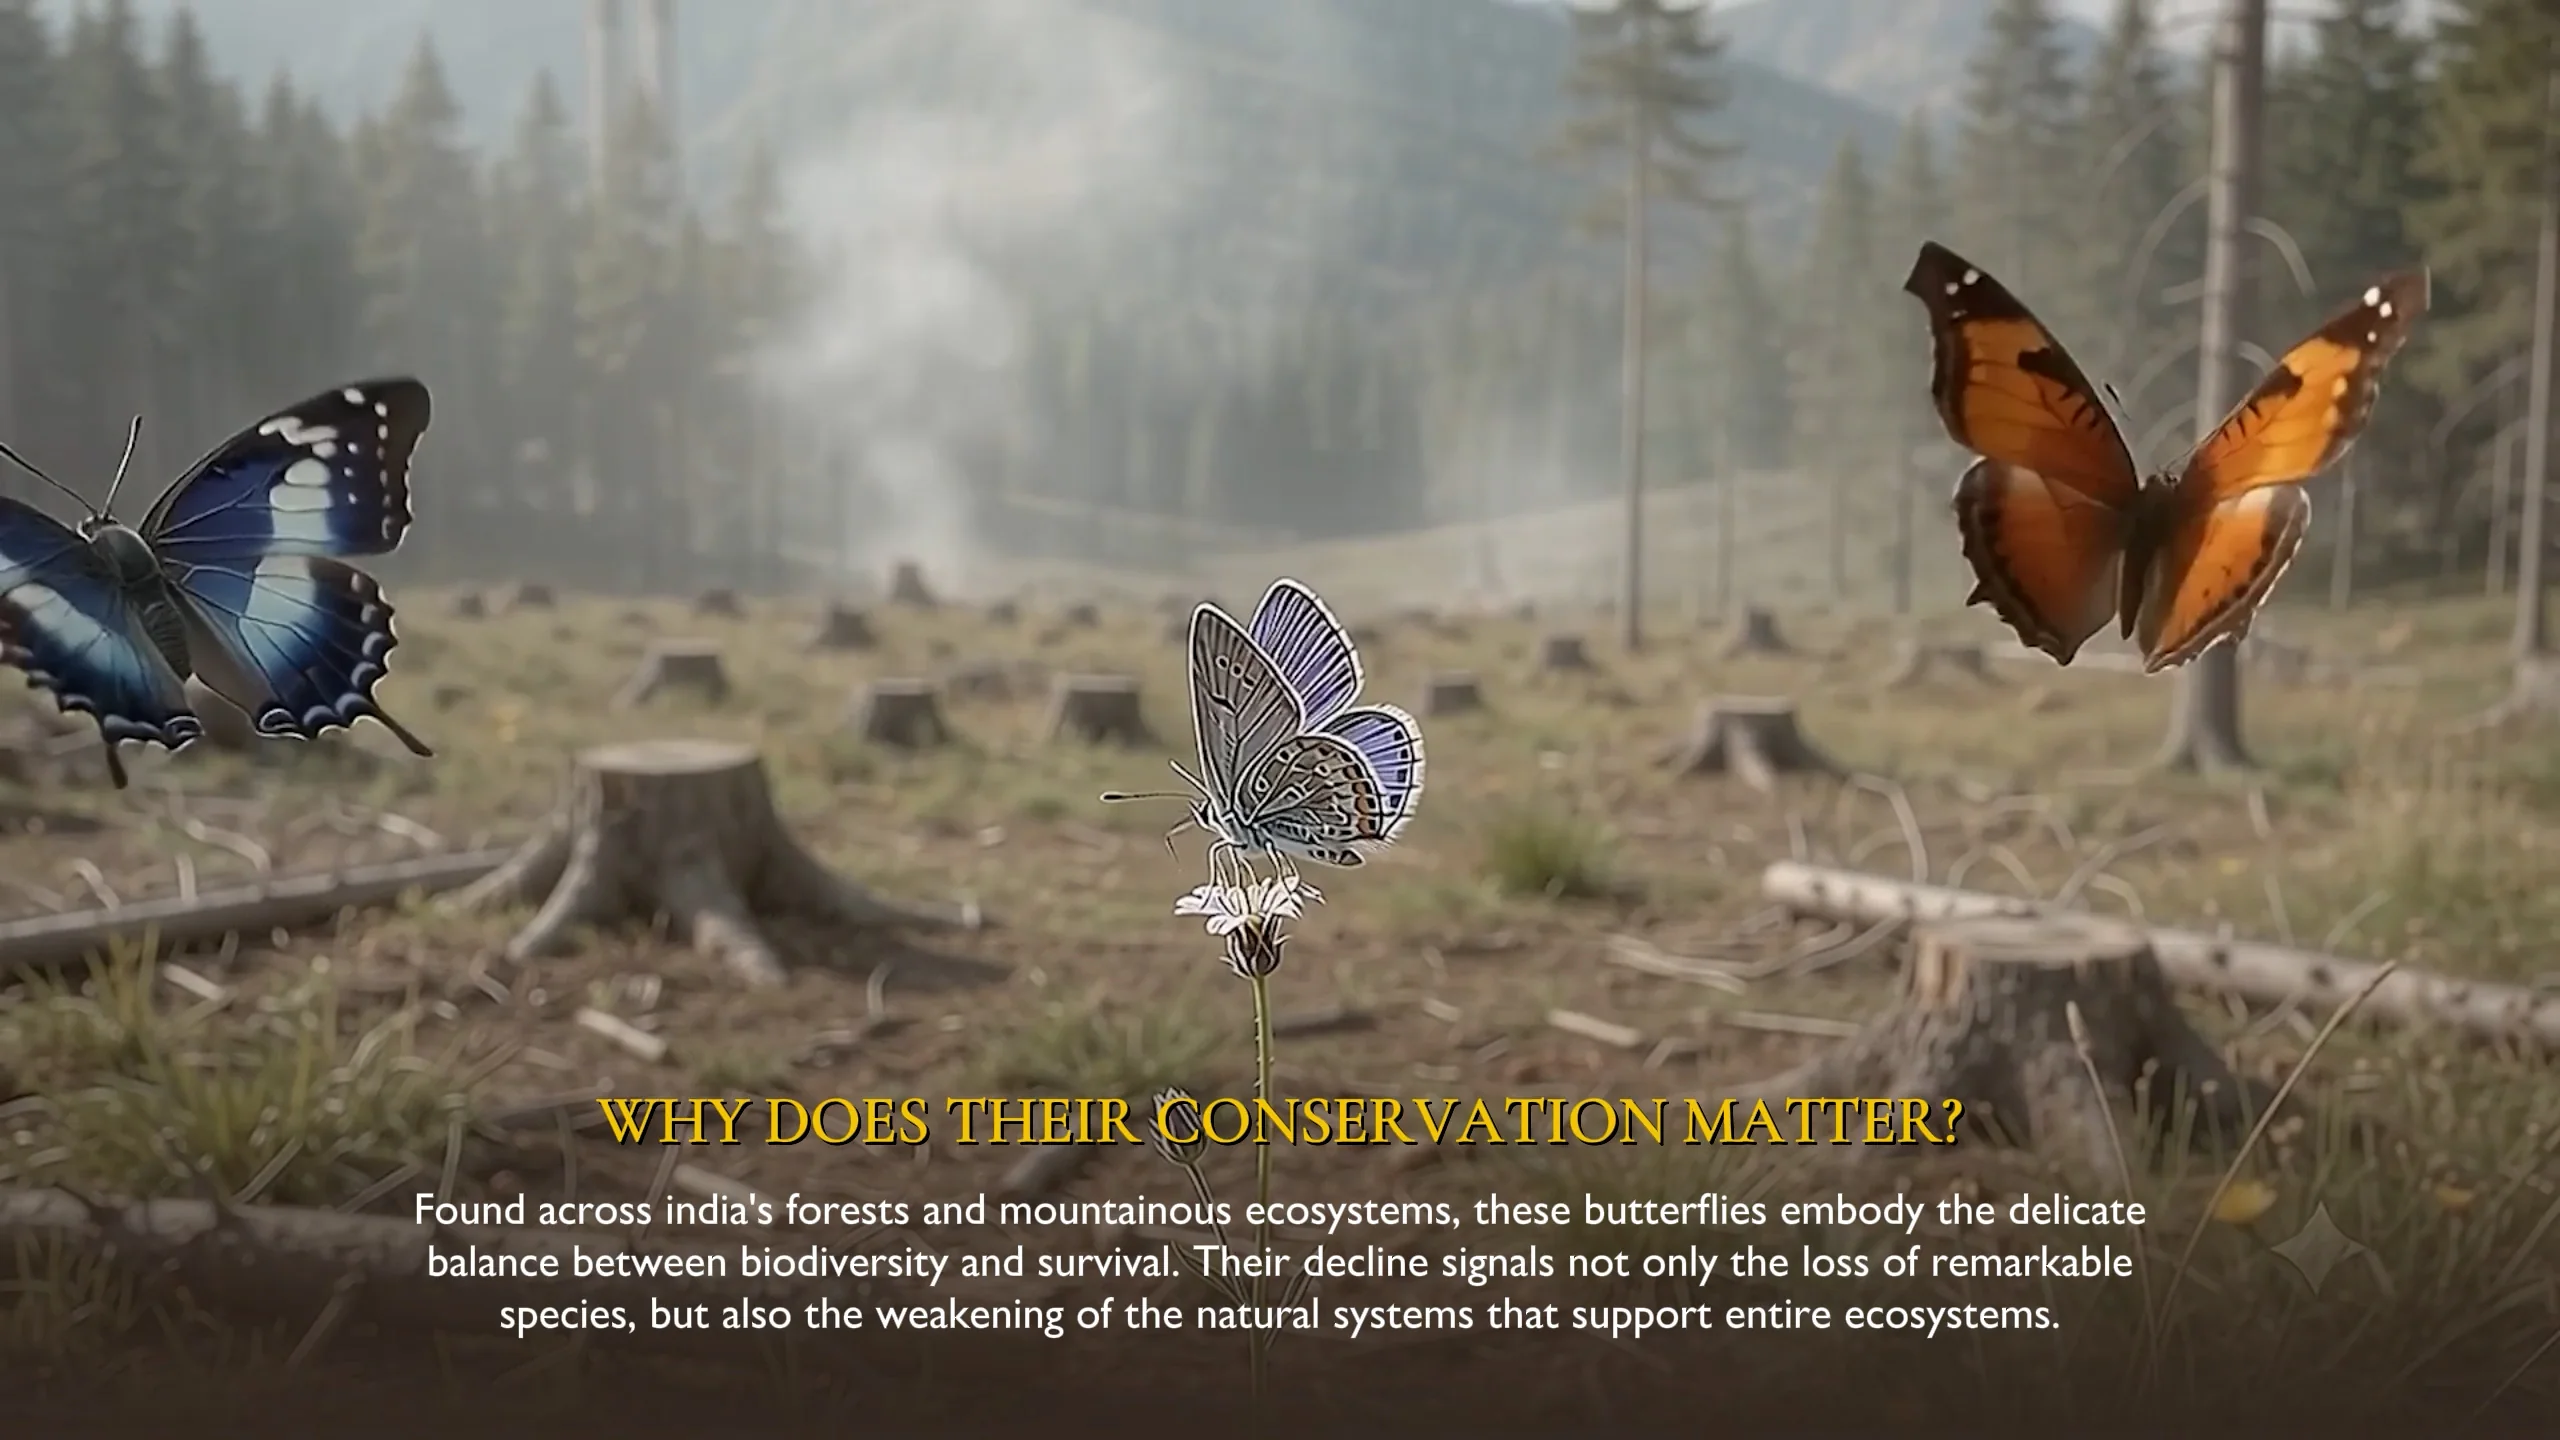 WHY DOES THEIR CONSERVATION MATTER?
Found across india's forests and mountainous ecosystems, these butterflies embody the delicate
balance between biodiversity and survival. Their decline signals not only the loss of remarkable
species, but also the weakening of the natural systems that support entire ecosystems.